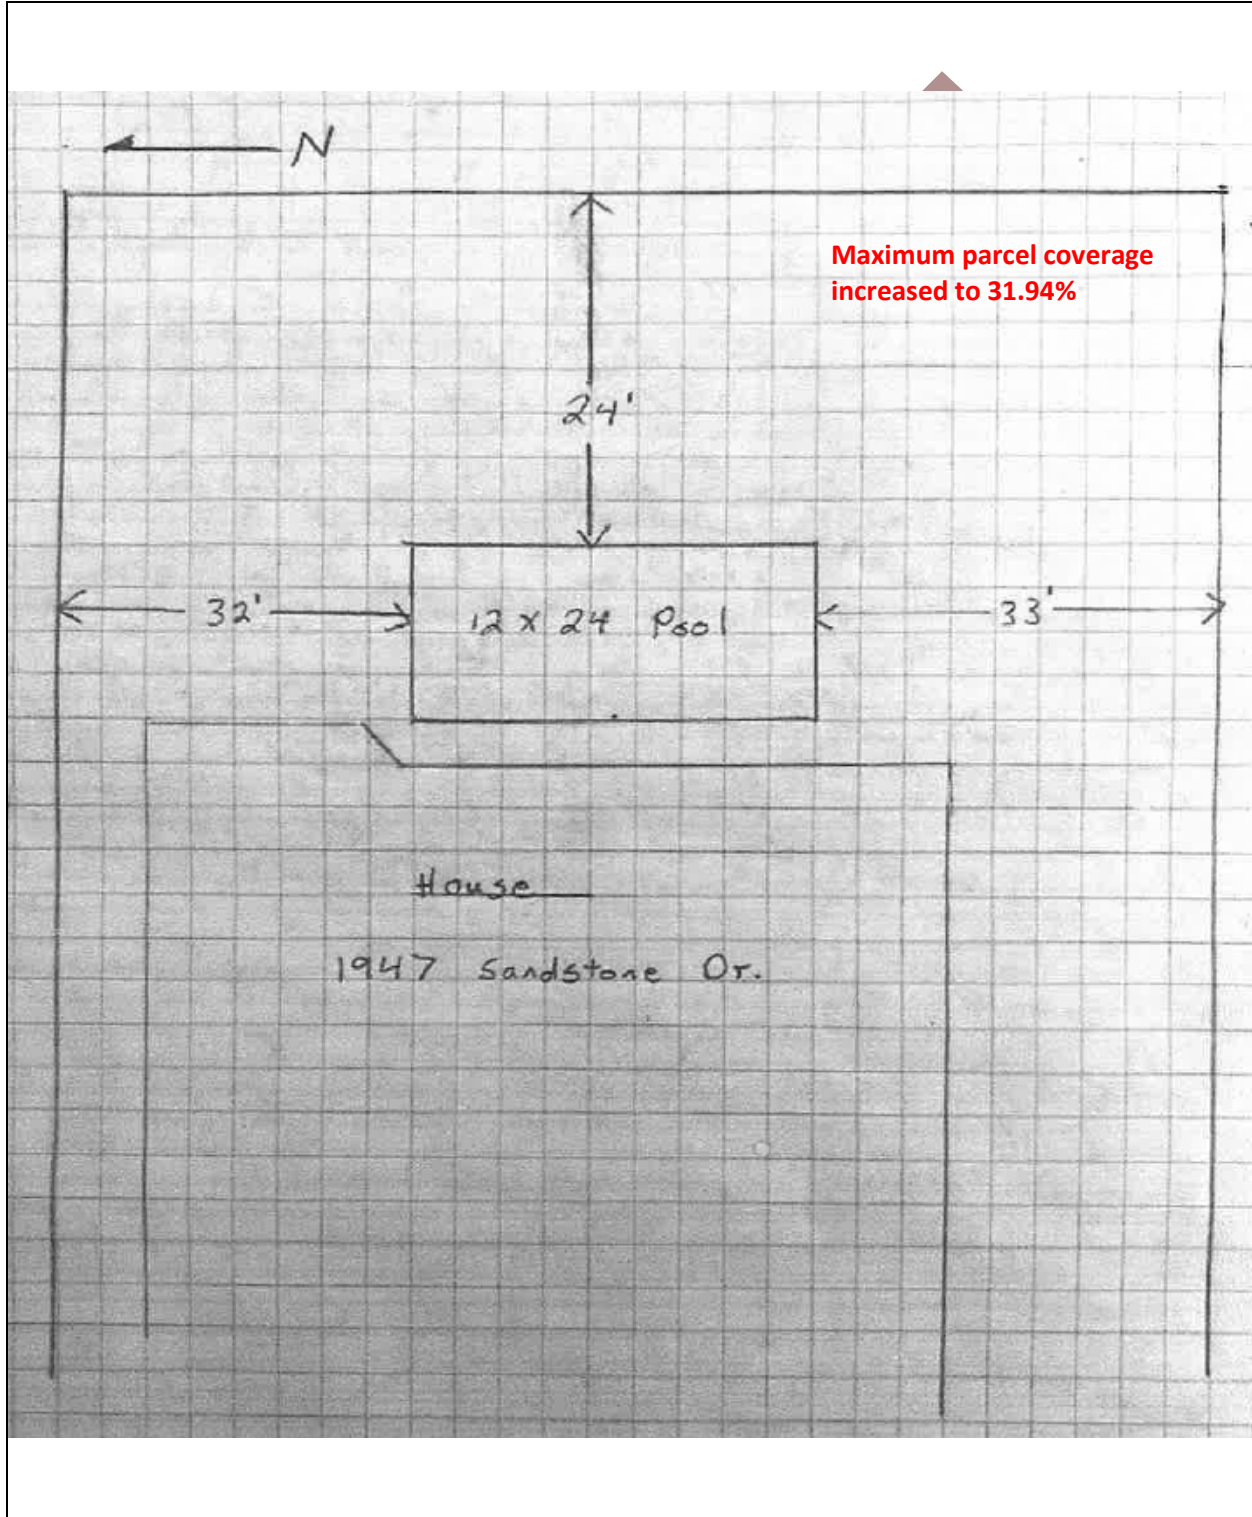 N
Maximum parcel coverage
increased to 31.94%
24'
32'
12 x 24 Pool
33'
House
1947 Sandstone Dr.